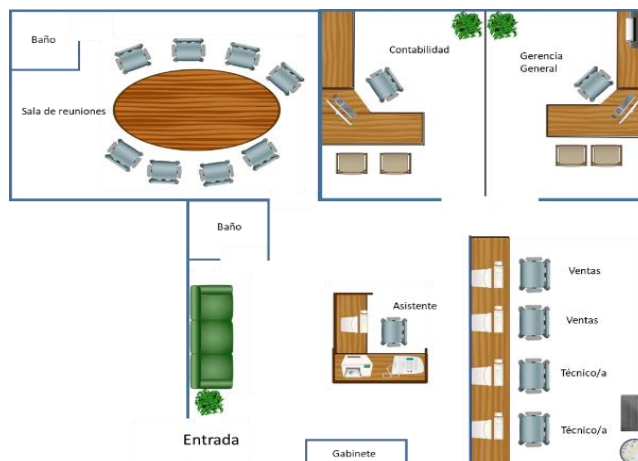 Baño
Contabilidad
Gerencia
General
Sala de reuniones
Baño
Ventas
Asistente
Ventas
Técnico/a
Técnico/a
Entrada
Gabinete